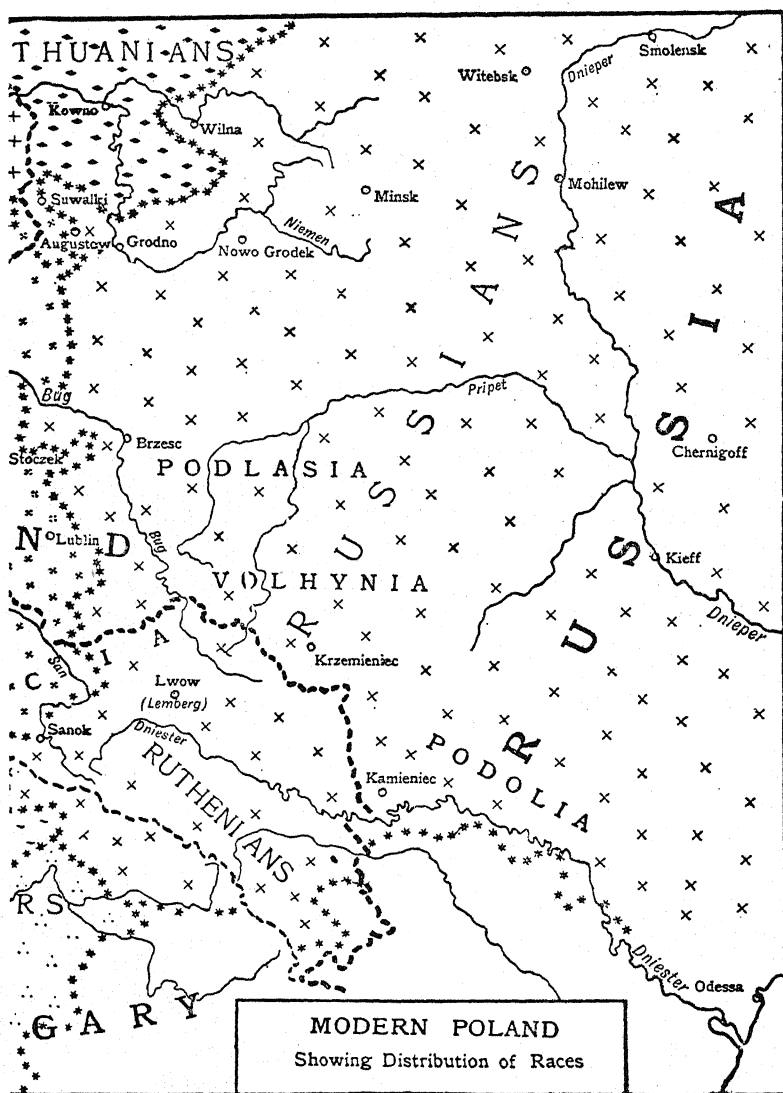 THUANIANS
Smolensk
Witebsk
Dnieper
Kowno
Wilna
Mohilew
Minsk
Suwalki
Augustow
Grodno
Nowo Grodek
Niemen
RUSSIANS
RUSSIA
Bug
Pripet
Brzesc
Stoczek
PODLASIA
Chernigoff
ND
Lublin
Bug
VOLHYNIA
Kieff
Dnieper
San
CIA
Krzemieniec
Lwow
(Lemberg)
Sanok
Dniester
PODOLIA
Kamieniec
RUTHENIANS
RS
Dniester
Odessa
GARY
MODERN POLAND
Showing Distribution of Races